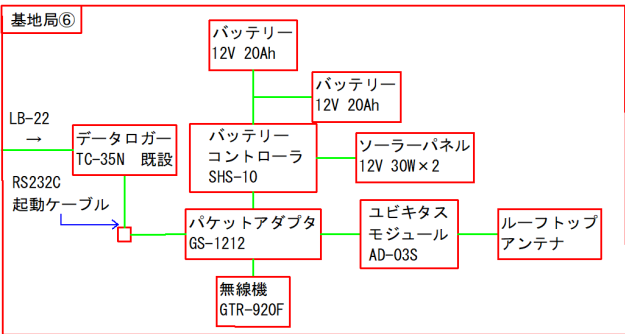 基地局⑥
バッテリー
12V 20Ah
バッテリー
12V 20Ah
LB-22
→
データロガー
TC-35N 既設
バッテリー
コントローラ
SHS-10
ソーラーパネル
12V 30W×2
RS232C
起動ケーブル
パケットアダプタ
GS-1212
ユビキタス
モジュール
AD-03S
ルーフトップ
アンテナ
無線機
GTR-920F